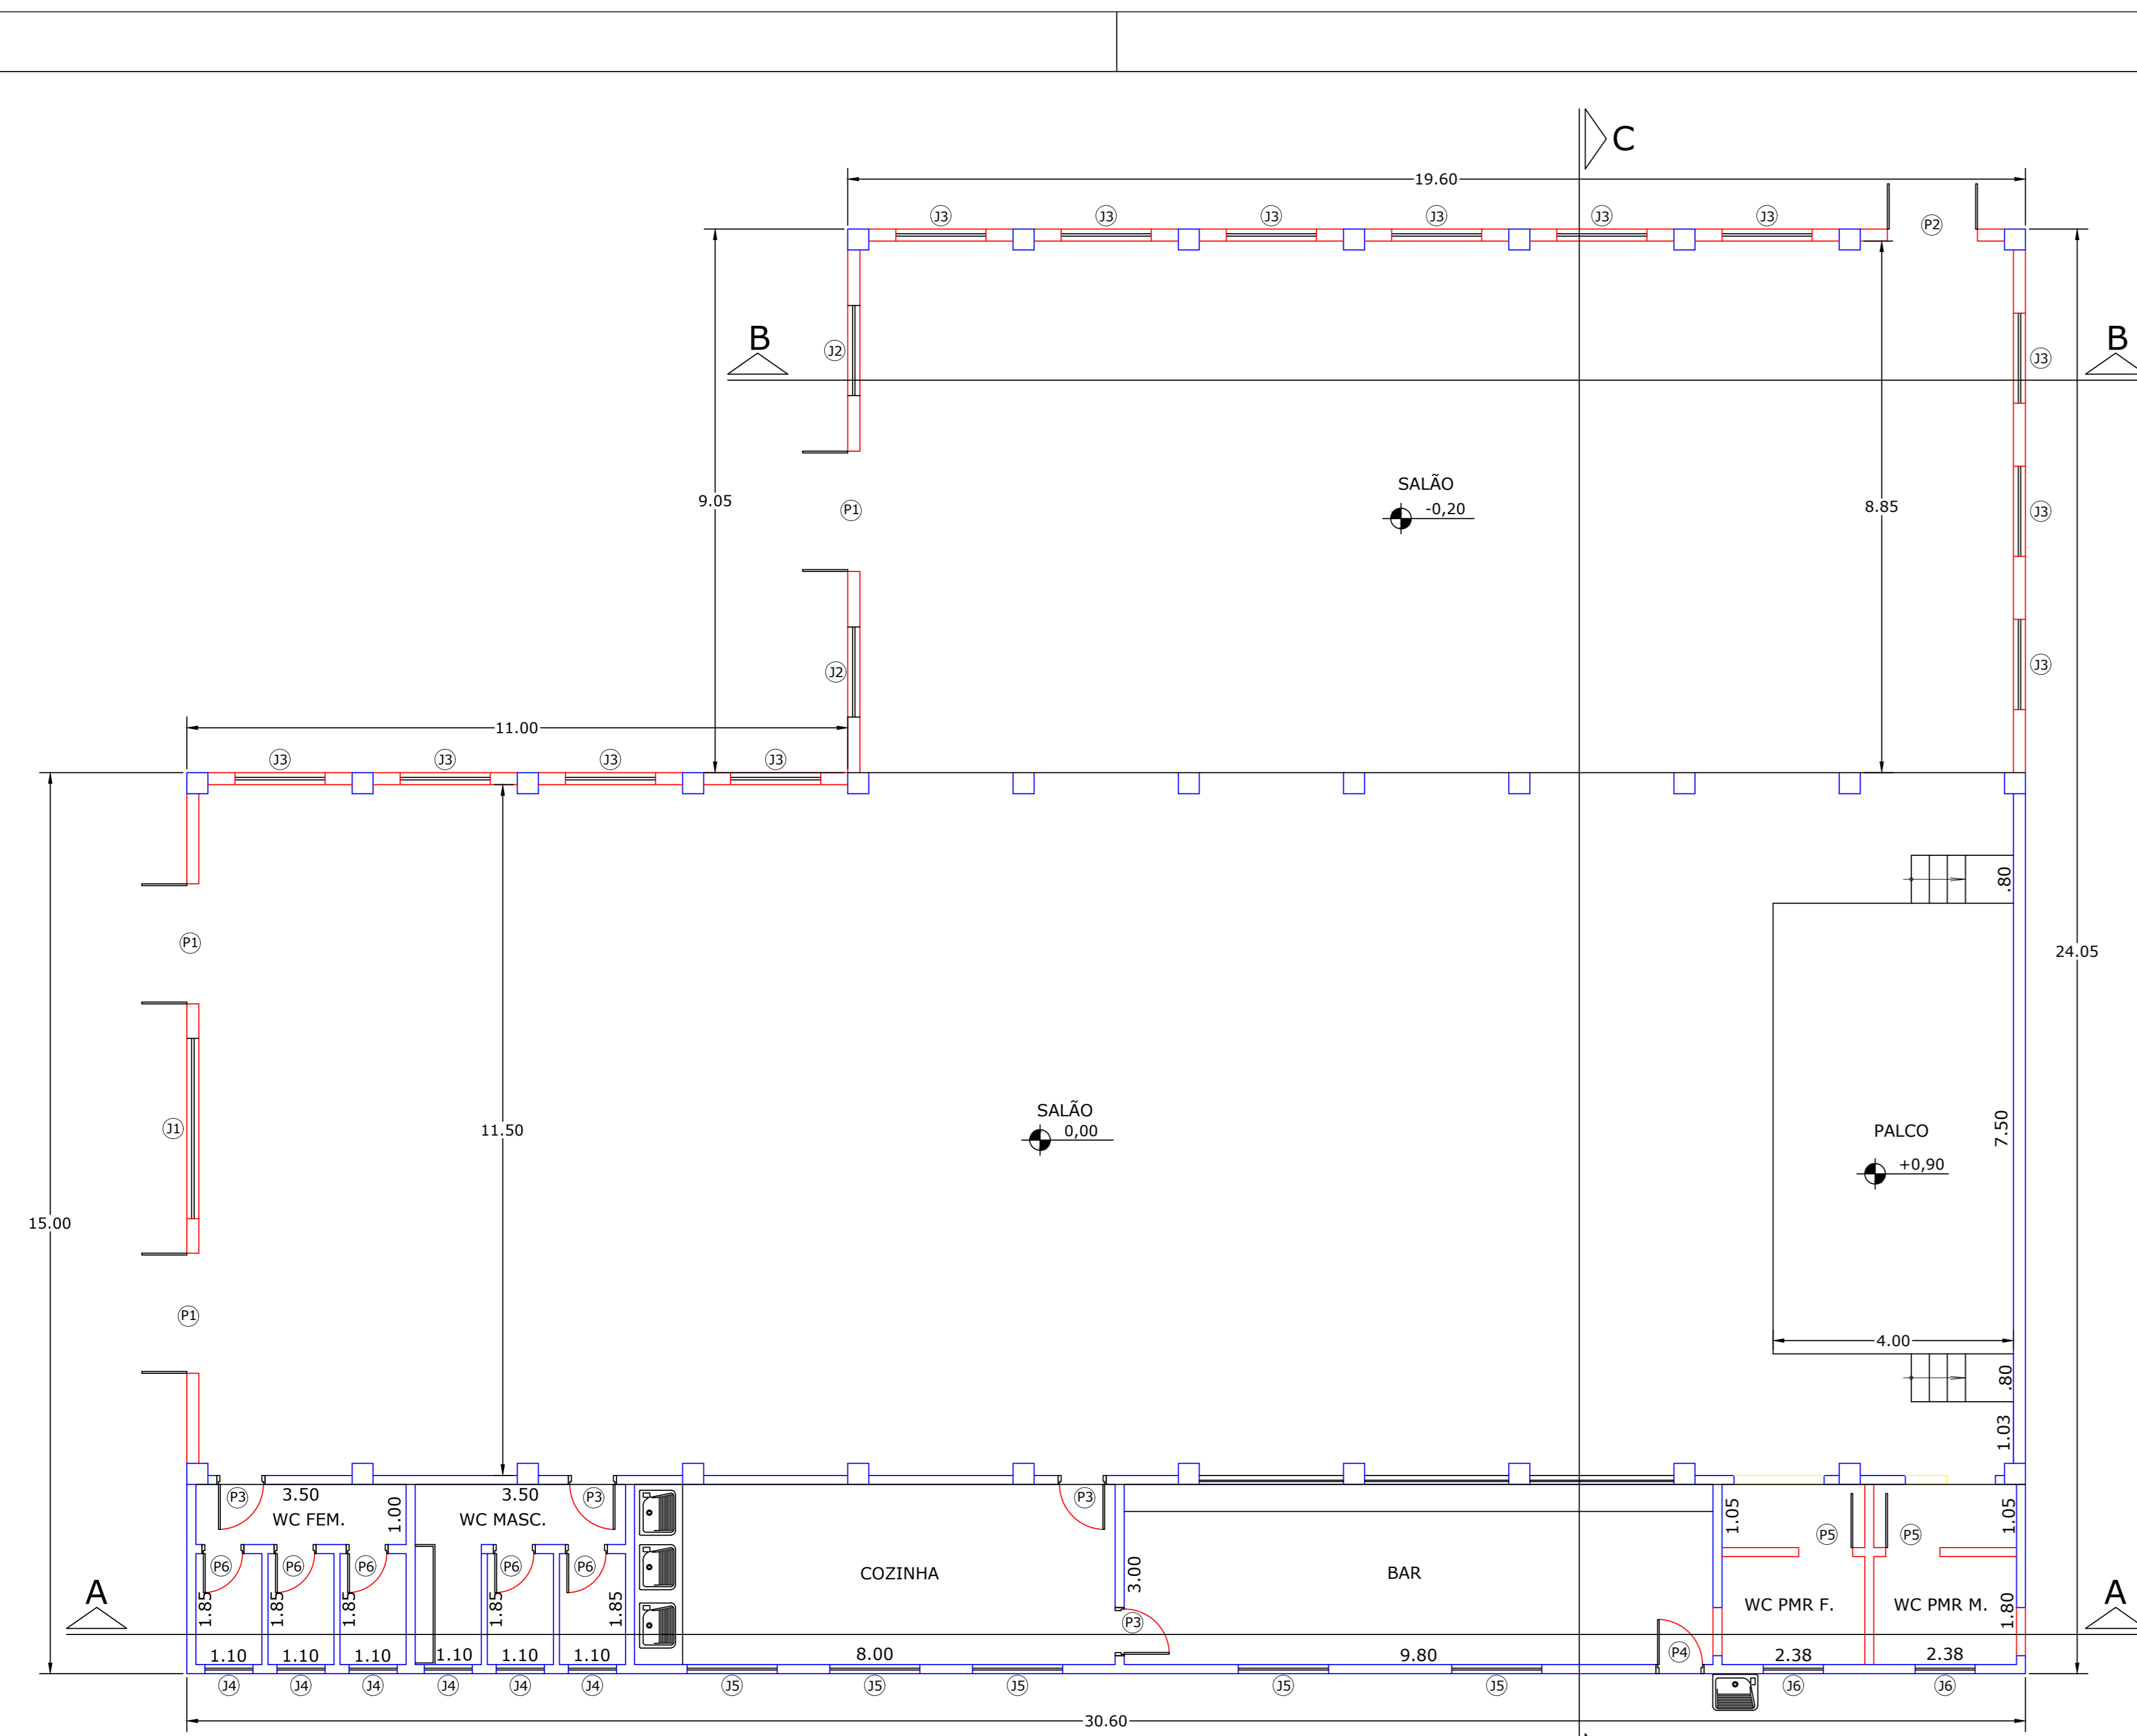 C
19.60
J3 J3 J3 J3 J3 J3 P2
B B
J2 J3
SALÃO
-0,20
9.05 P1 8.85 J3
J2 J3
11.00
J3 J3 J3 J3
.80
P1 24.05
SALÃO
0,00
J1 11.50 PALCO 7.50
+0,90
15.00
P1 4.00
.80
1.03
P3 3.50 3.50 P3 P3
WC FEM. 1.00 WC MASC. 1.05 P5 P5 1.05
P6 P6 P6 P6 P6 COZINHA 3.00 BAR
A 1.85 1.85 1.85 1.85 1.85 P3 WC PMR F. WC PMR M. 1.80 A
1.10 1.10 1.10 1.10 1.10 1.10 8.00 9.80 P4 2.38 2.38
J4 J4 J4 J4 J4 J4 J5 J5 J5 J5 J5 J6 J6
30.60